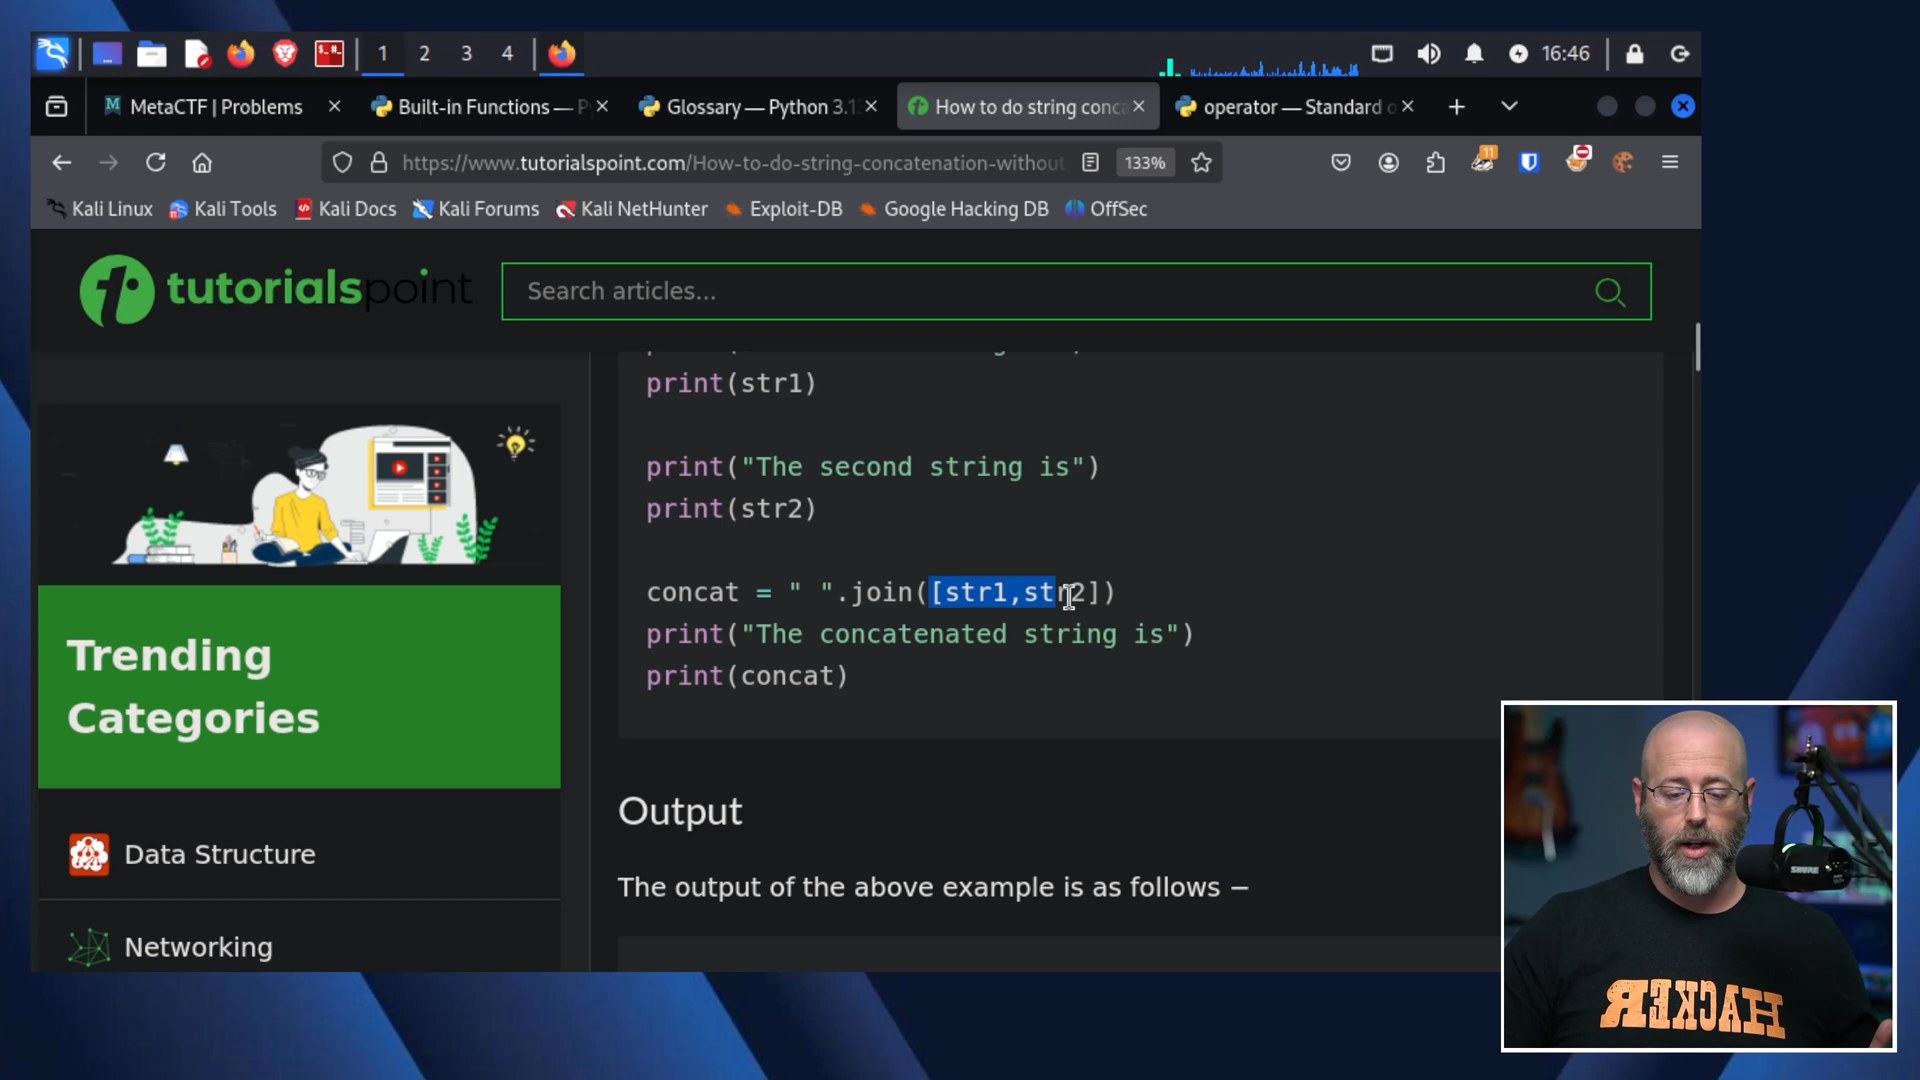 1 2 3 4 16:46
MetaCTF | Problems
Built-in Functions — P
Glossary — Python 3.1
How to do string conca
operator — Standard o
https://www.tutorialspoint.com/How-to-do-string-concatenation-without
133%
11
Kali Linux
Kali Tools
Kali Docs
Kali Forums
Kali NetHunter
Exploit-DB
Google Hacking DB
OffSec
tutorialspoint
Search articles...
print(str1)
print("The second string is")
print(str2)
concat = " ".join([str1,str2])
print("The concatenated string is")
print(concat)
Trending
Categories
Output
Data Structure
The output of the above example is as follows −
Networking
SHURE
HACKER